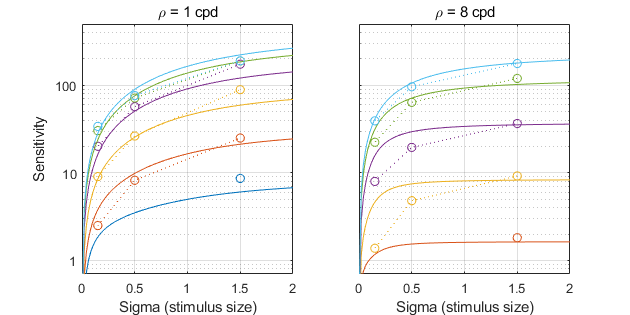 ρ = 1 cpd
ρ = 8 cpd
Sensitivity
100
10
1
0 0.5 1 1.5 2
0 0.5 1 1.5 2
Sigma (stimulus size)
Sigma (stimulus size)